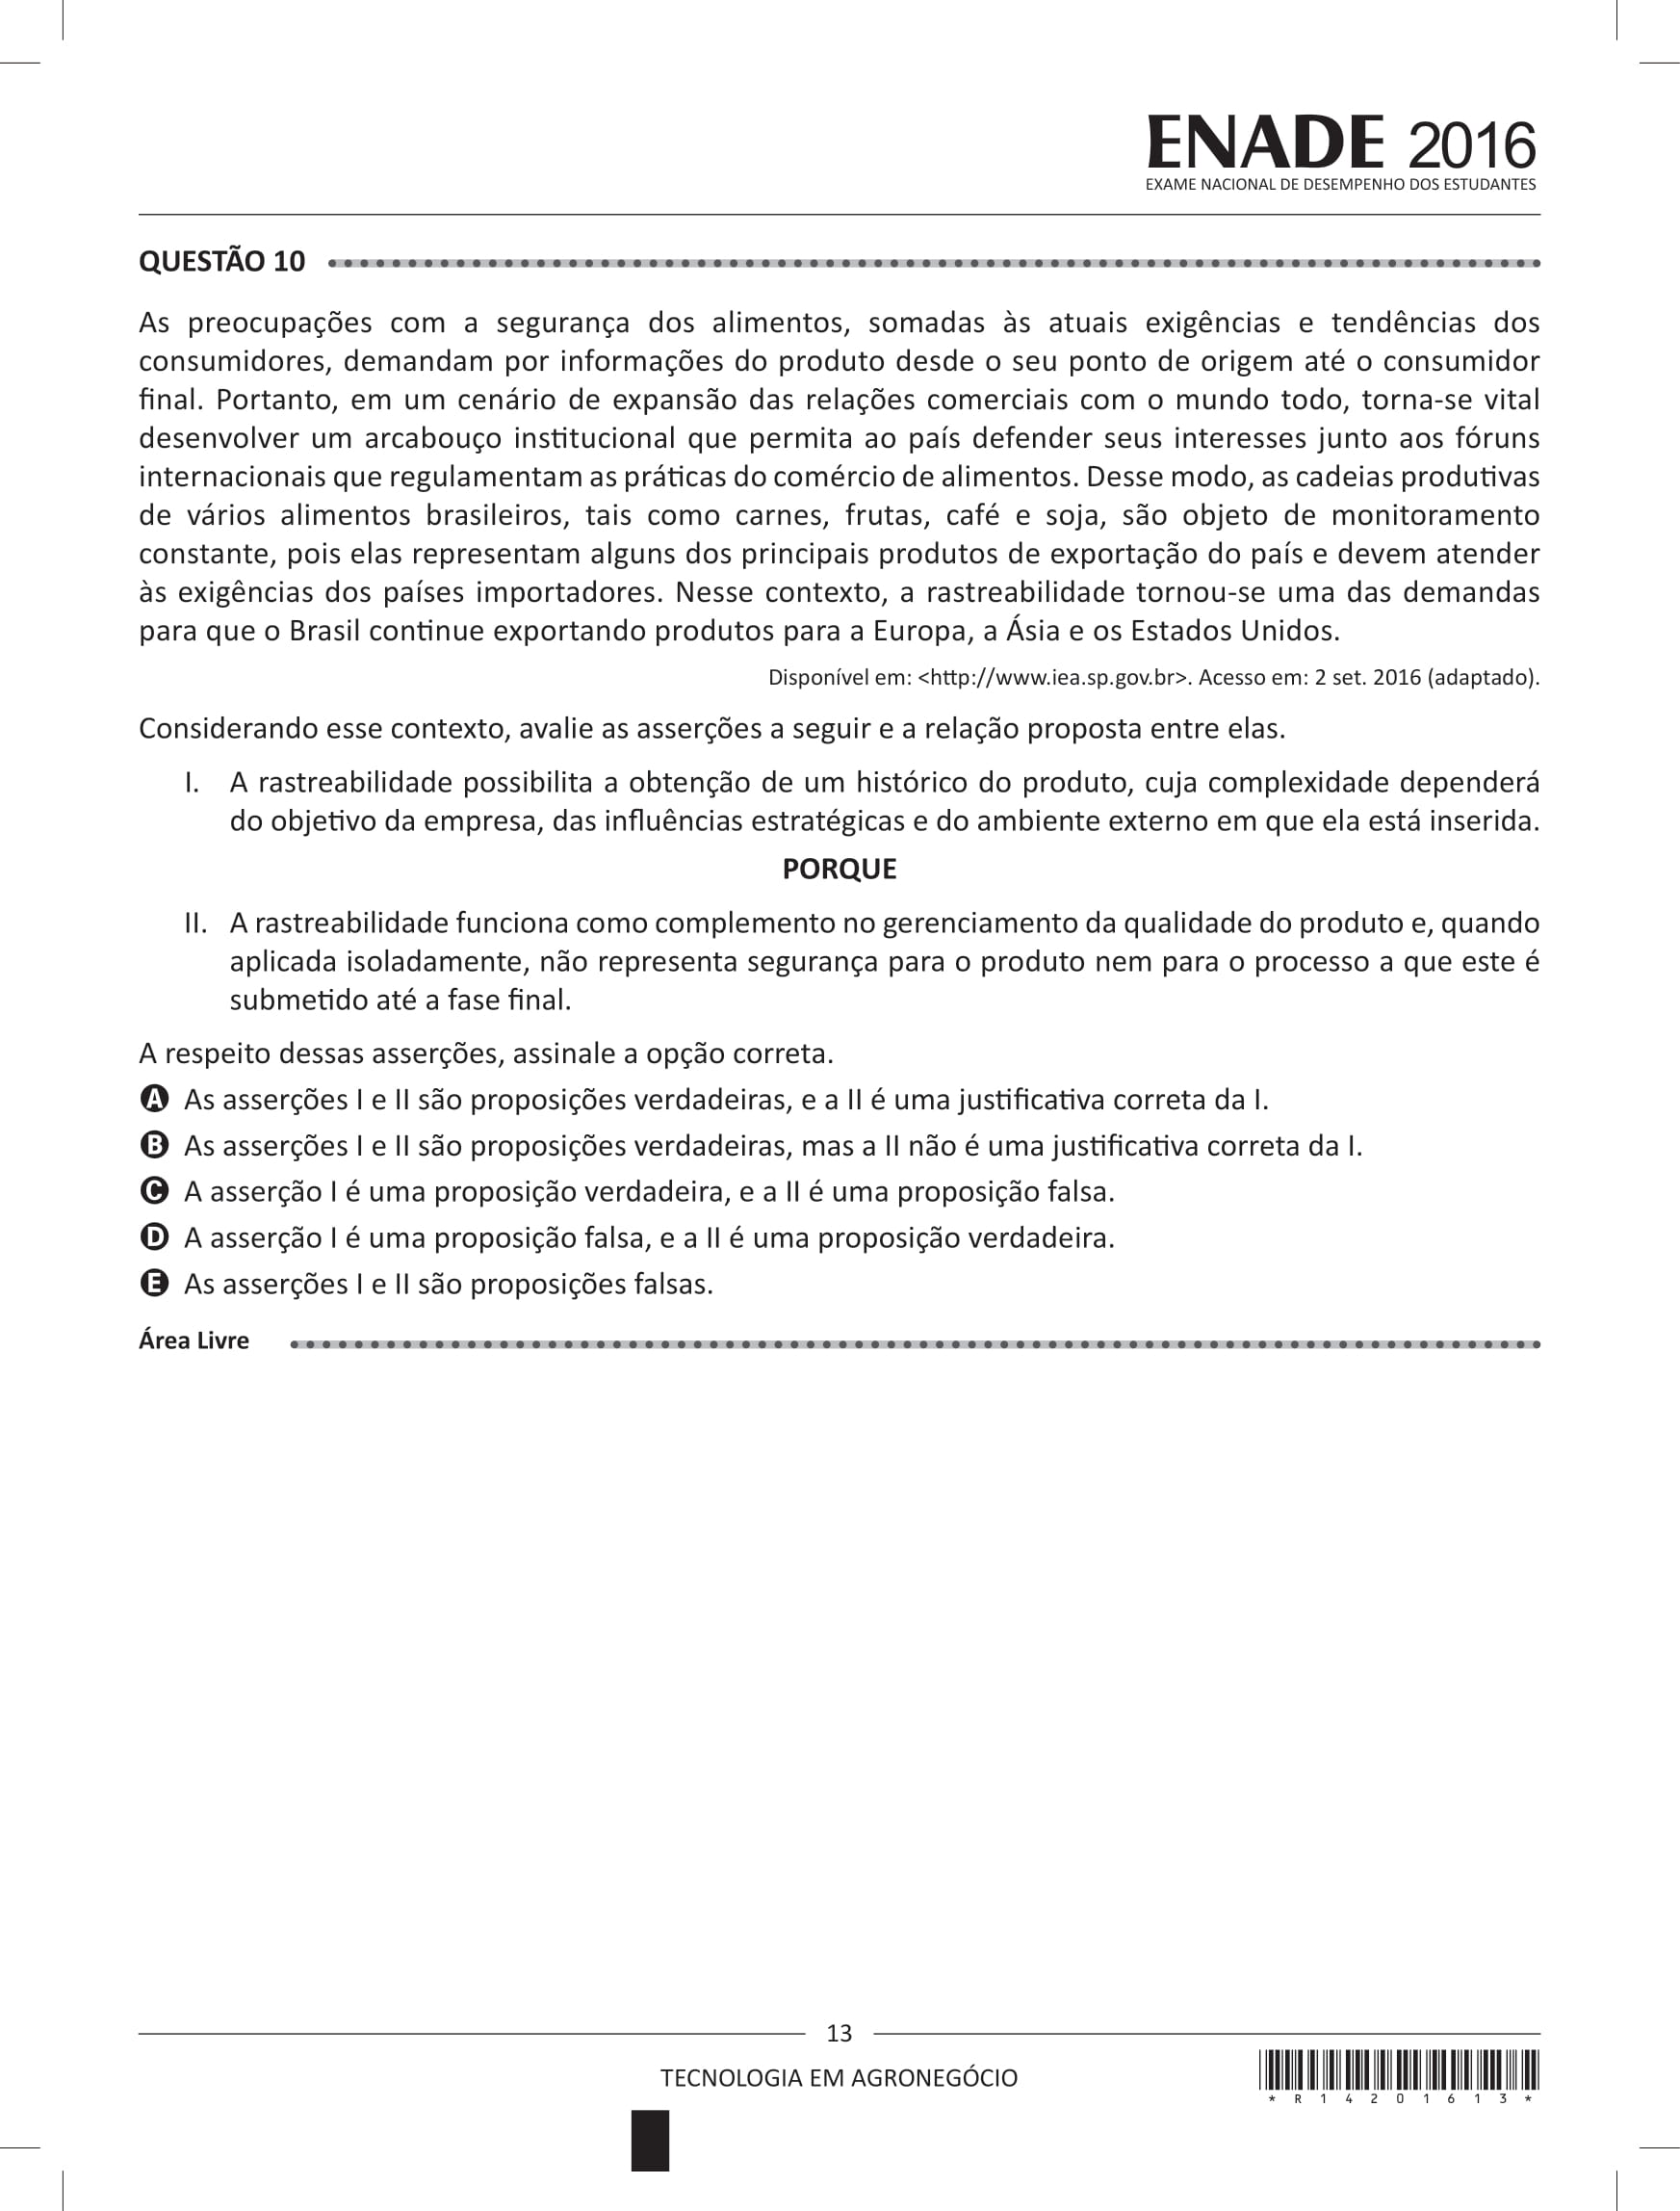 ENADE 2016
EXAME NACIONAL DE DESEMPENHO DOS ESTUDANTES
QUESTÃO 10
As preocupações com a segurança dos alimentos, somadas às atuais exigências e tendências dos
consumidores, demandam por informações do produto desde o seu ponto de origem até o consumidor
final. Portanto, em um cenário de expansão das relações comerciais com o mundo todo, torna-se vital
desenvolver um arcabouço institucional que permita ao país defender seus interesses junto aos fóruns
internacionais que regulamentam as práticas do comércio de alimentos. Desse modo, as cadeias produtivas
de vários alimentos brasileiros, tais como carnes, frutas, café e soja, são objeto de monitoramento
constante, pois elas representam alguns dos principais produtos de exportação do país e devem atender
às exigências dos países importadores. Nesse contexto, a rastreabilidade tornou-se uma das demandas
para que o Brasil continue exportando produtos para a Europa, a Ásia e os Estados Unidos.
Disponível em: <http://www.iea.sp.gov.br>. Acesso em: 2 set. 2016 (adaptado).
Considerando esse contexto, avalie as asserções a seguir e a relação proposta entre elas.
I. A rastreabilidade possibilita a obtenção de um histórico do produto, cuja complexidade dependerá
do objetivo da empresa, das influências estratégicas e do ambiente externo em que ela está inserida.
PORQUE
II. A rastreabilidade funciona como complemento no gerenciamento da qualidade do produto e, quando
aplicada isoladamente, não representa segurança para o produto nem para o processo a que este é
submetido até a fase final.
A respeito dessas asserções, assinale a opção correta.
A As asserções I e II são proposições verdadeiras, e a II é uma justificativa correta da I.
B As asserções I e II são proposições verdadeiras, mas a II não é uma justificativa correta da I.
C A asserção I é uma proposição verdadeira, e a II é uma proposição falsa.
D A asserção I é uma proposição falsa, e a II é uma proposição verdadeira.
E As asserções I e II são proposições falsas.
Área Livre
13
TECNOLOGIA EM AGRONEGÓCIO
* R 1 4 2 0 1 6 1 3 *